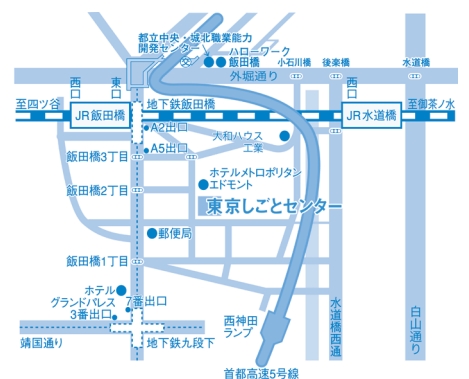 都立中央・城北職業能力
開発センター
文
ハローワーク
飯田橋
小石川橋
後楽橋
水道橋
外堀通り
西口
東口
西口
至四ツ谷
JR飯田橋
地下鉄飯田橋
JR水道橋
至御茶ノ水
A2出口
大和ハウス
工業
A5出口
飯田橋3丁目
ホテルメトロポリタン
エドモント
飯田橋2丁目
東京しごとセンター
郵便局
飯田橋1丁目
ホテル
グランドパレス
7番出口
3番出口
西神田
ランプ
水道橋西通り
白山通り
靖国通り
地下鉄九段下
首都高速5号線